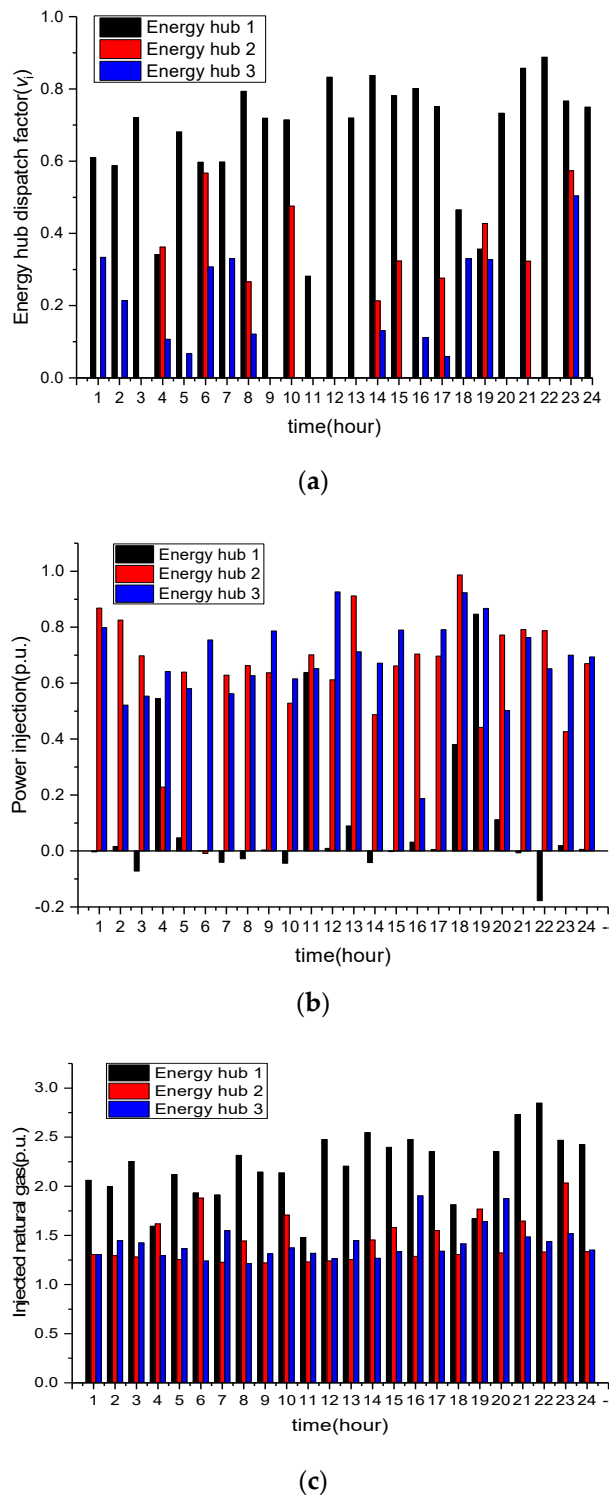 Energy hub 1
Energy hub 2
Energy hub 3
1.0
0.8
0.6
0.4
0.2
0.0
Energy hub dispatch factor(vi)
1 2 3 4 5 6 7 8 9 10 11 12 13 14 15 16 17 18 19 20 21 22 23 24
time(hour)
(a)
Energy hub 1
Energy hub 2
Energy hub 3
1.0
0.8
0.6
0.4
0.2
0.0
-0.2
Power injection(p.u.)
1 2 3 4 5 6 7 8 9 10 11 12 13 14 15 16 17 18 19 20 21 22 23 24 --
time(hour)
(b)
Energy hub 1
Energy hub 2
Energy hub 3
3.0
2.5
2.0
1.5
1.0
0.5
0.0
Injected natural gas(p.u.)
1 2 3 4 5 6 7 8 9 10 11 12 13 14 15 16 17 18 19 20 21 22 23 24 --
time(hour)
(c)